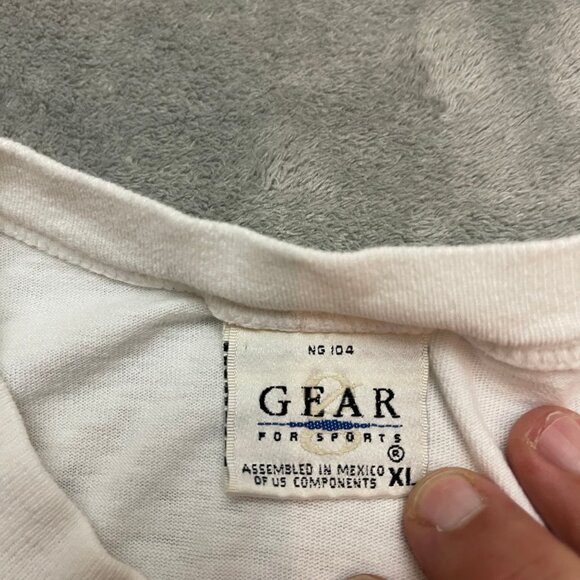 NG 104
GEAR
FOR SPORTS
®
ASSEMBLED IN MEXICO XL
OF US COMPONENTS